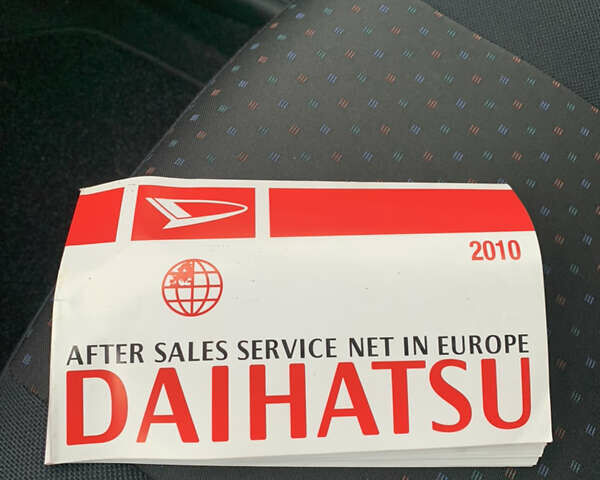 2010
AFTER SALES SERVICE NET IN EUROPE
DAIHATSU